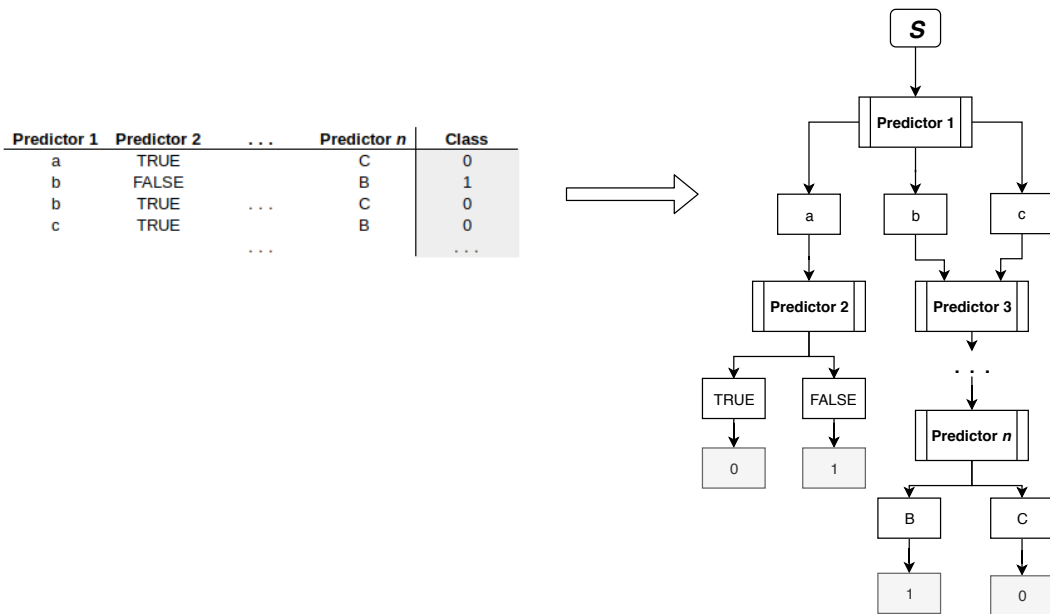 Predictor 1 Predictor 2 . . . Predictor n Class
a TRUE C 0
b FALSE B 1
b TRUE . . . C 0
c TRUE B 0
. . . . . .
S
Predictor 1
a b c
Predictor 2 Predictor 3
. . .
TRUE FALSE
Predictor n
0 1
B C
1 0